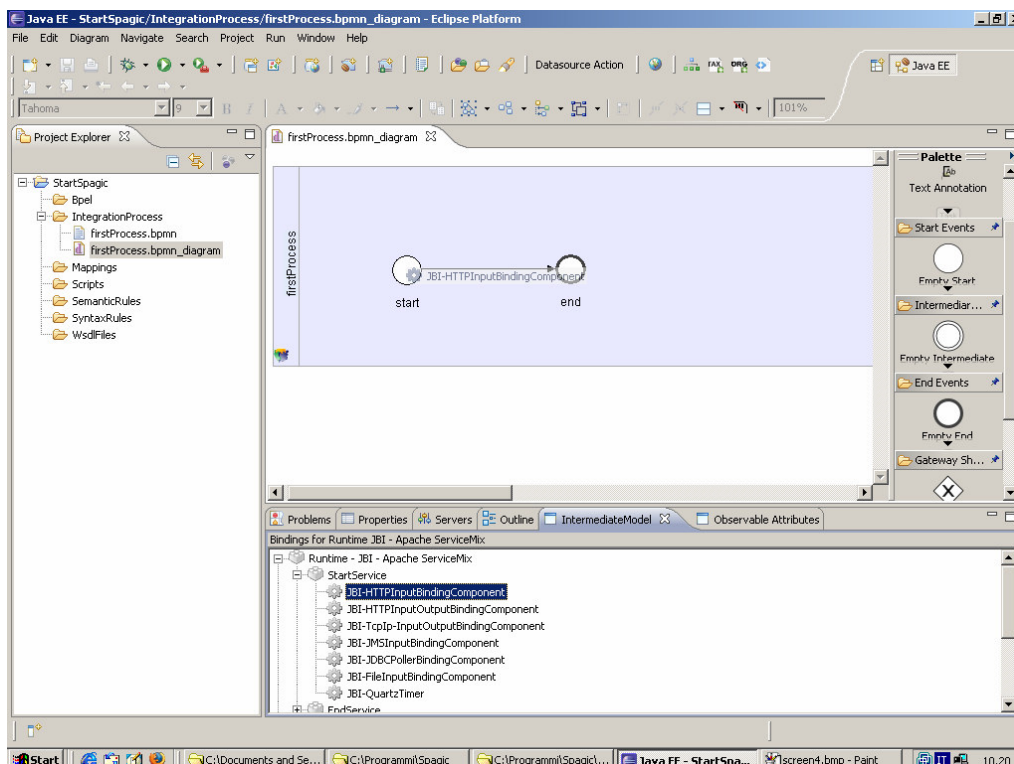 Java EE - StartSpagic/IntegrationProcess/firstProcess.bpmn_diagram - Eclipse Platform
File Edit Diagram Navigate Search Project Run Window Help
Datasource Action
Java EE
Tahoma 9 B I A 101%
Project Explorer
firstProcess.bpmn_diagram
StartSpagic
Bpel
IntegrationProcess
firstProcess.bpmn
firstProcess.bpmn_diagram
Mappings
Scripts
SemanticRules
SyntaxRules
WsdlFiles
firstProcess
JBI-HTTPInputBindingComponent
start
end
Palette
Text Annotation
Start Events
Empty Start
Intermediar...
Empty Intermediate
End Events
Empty End
Gateway Sh...
Problems Properties Servers Outline IntermediateModel Observable Attributes
Bindings for Runtime JBI - Apache ServiceMix
Runtime - JBI - Apache ServiceMix
StartService
JBI-HTTPInputBindingComponent
JBI-HTTPInputOutputBindingComponent
JBI-TcpIp-InputOutputBindingComponent
JBI-JMSInputBindingComponent
JBI-JDBCPollerBindingComponent
JBI-FileInputBindingComponent
JBI-QuartzTimer
EndService
Start C:\Documents and Se... C:\Programmi\Spagic C:\Programmi\Spagic\... Java EE - StartSpa... screen4.bmp - Paint IT 10.20